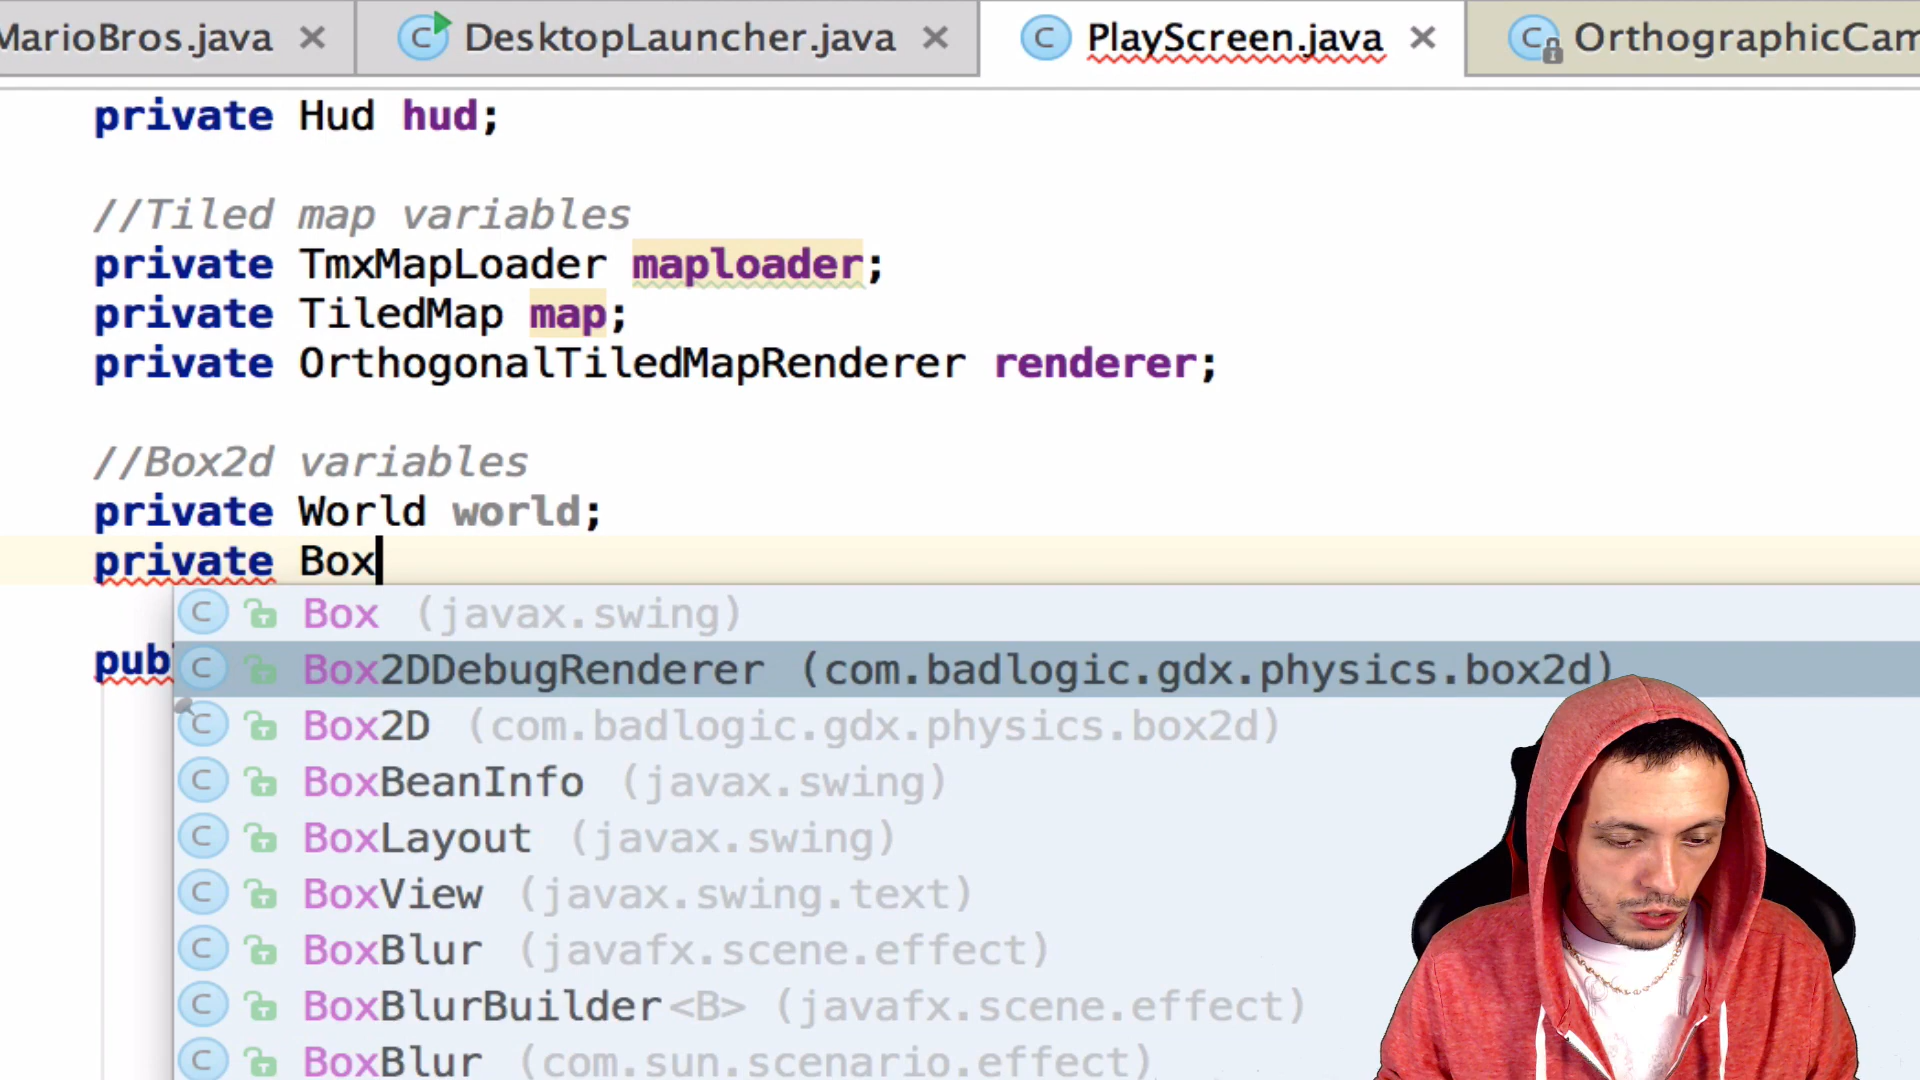 MarioBros.java
DesktopLauncher.java
PlayScreen.java
OrthographicCam
private Hud hud;
//Tiled map variables
private TmxMapLoader maploader;
private TiledMap map;
private OrthogonalTiledMapRenderer renderer;
//Box2d variables
private World world;
private Box
Box (javax.swing)
publ
Box2DDebugRenderer (com.badlogic.gdx.physics.box2d)
Box2D (com.badlogic.gdx.physics.box2d)
BoxBeanInfo (javax.swing)
BoxLayout (javax.swing)
BoxView (javax.swing.text)
BoxBlur (javafx.scene.effect)
BoxBlurBuilder<B> (javafx.scene.effect)
BoxBlur (com.sun.scenario.effect)